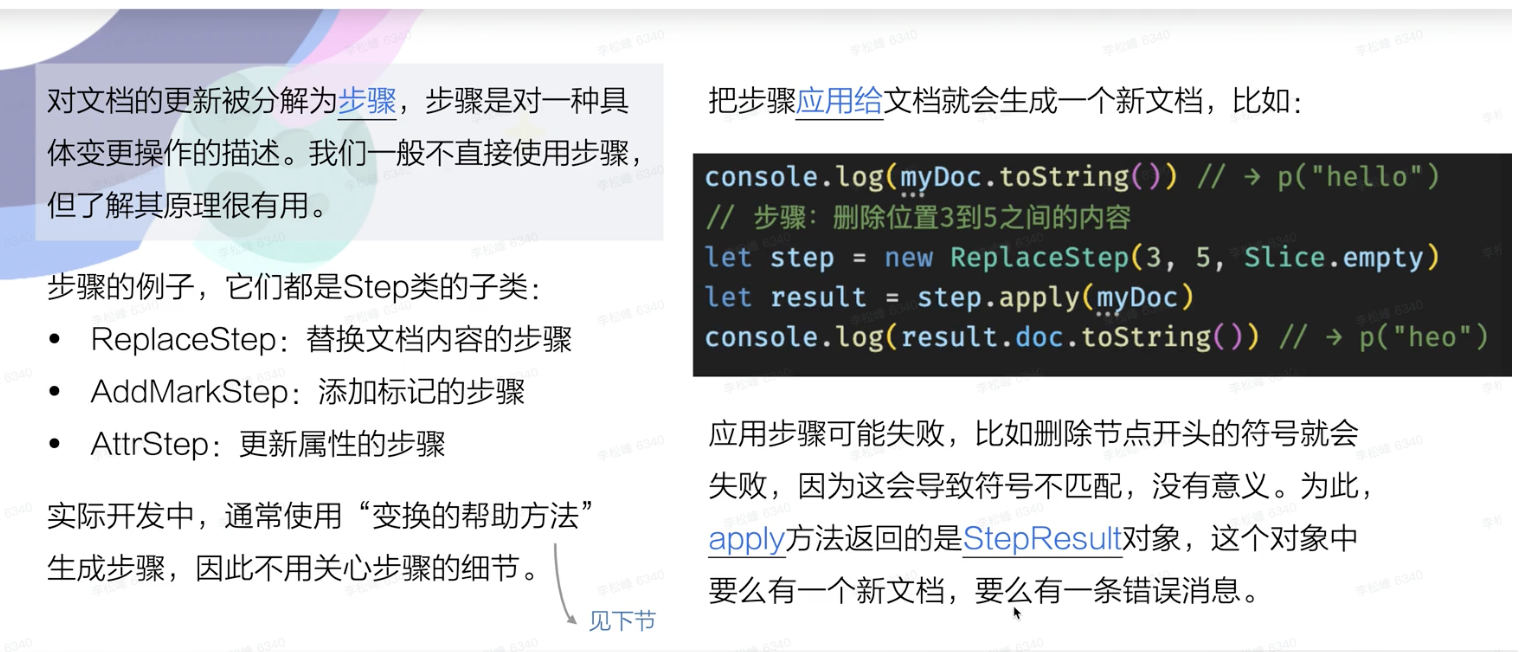 对文档的更新被分解为步骤，步骤是对一种具
体变更操作的描述。我们一般不直接使用步骤，
但了解其原理很有用。
步骤的例子，它们都是Step类的子类：
• ReplaceStep：替换文档内容的步骤
• AddMarkStep：添加标记的步骤
• AttrStep：更新属性的步骤
实际开发中，通常使用“变换的帮助方法”
生成步骤，因此不用关心步骤的细节。
见下节
把步骤应用给文档就会生成一个新文档，比如：
console.log(myDoc.toString()) // → p("hello")
// 步骤：删除位置3到5之间的内容
let step = new ReplaceStep(3, 5, Slice.empty)
let result = step.apply(myDoc)
console.log(result.doc.toString()) // → p("heo")
应用步骤可能失败，比如删除节点开头的符号就会
失败，因为这会导致符号不匹配，没有意义。为此，
apply方法返回的是StepResult对象，这个对象中
要么有一个新文档，要么有一条错误消息。
李松峰 6340